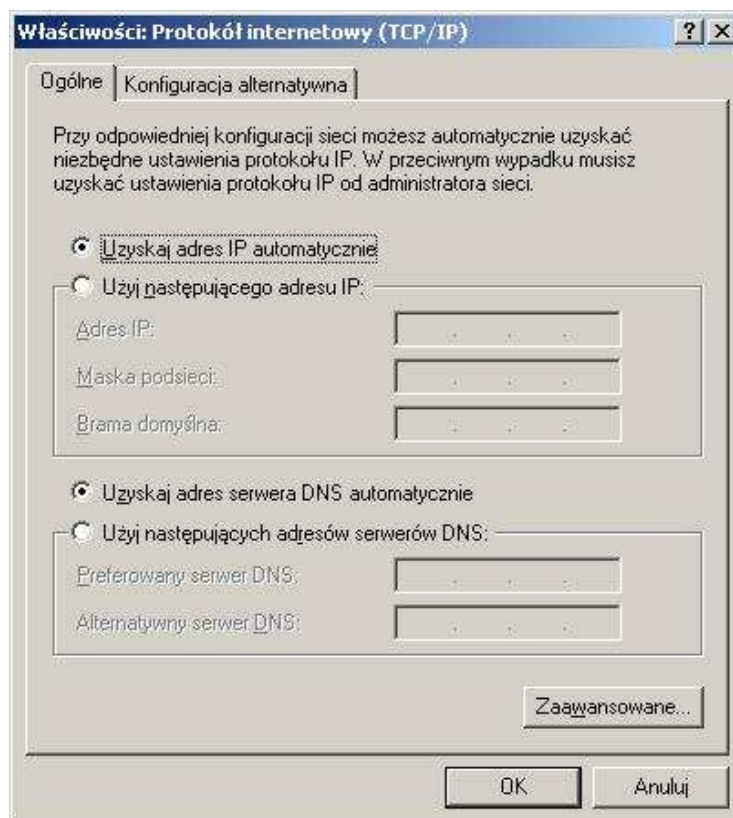 Właściwości: Protokół internetowy (TCP/IP)
Ogólne
Konfiguracja alternatywna
Przy odpowiedniej konfiguracji sieci możesz automatycznie uzyskać
niezbędne ustawienia protokołu IP. W przeciwnym wypadku musisz
uzyskać ustawienia protokołu IP od administratora sieci.
Uzyskaj adres IP automatycznie
Użyj następującego adresu IP:
Adres IP:
Maska podsieci:
Brama domyślna:
Uzyskaj adres serwera DNS automatycznie
Użyj następujących adresów serwerów DNS:
Preferowany serwer DNS:
Alternatywny serwer DNS:
Zaawansowane...
OK
Anuluj